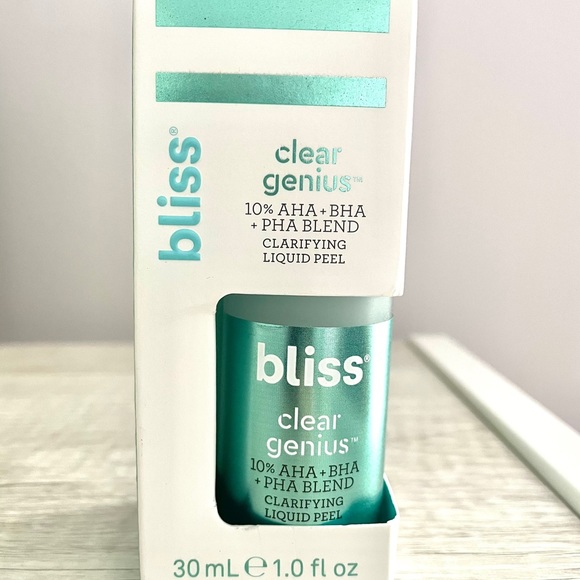 bliss®
clear
genius™
10% AHA + BHA
+ PHA BLEND
CLARIFYING
LIQUID PEEL
bliss®
clear
genius™
10% AHA + BHA
+ PHA BLEND
CLARIFYING
LIQUID PEEL
30 mL ℮ 1.0 fl oz